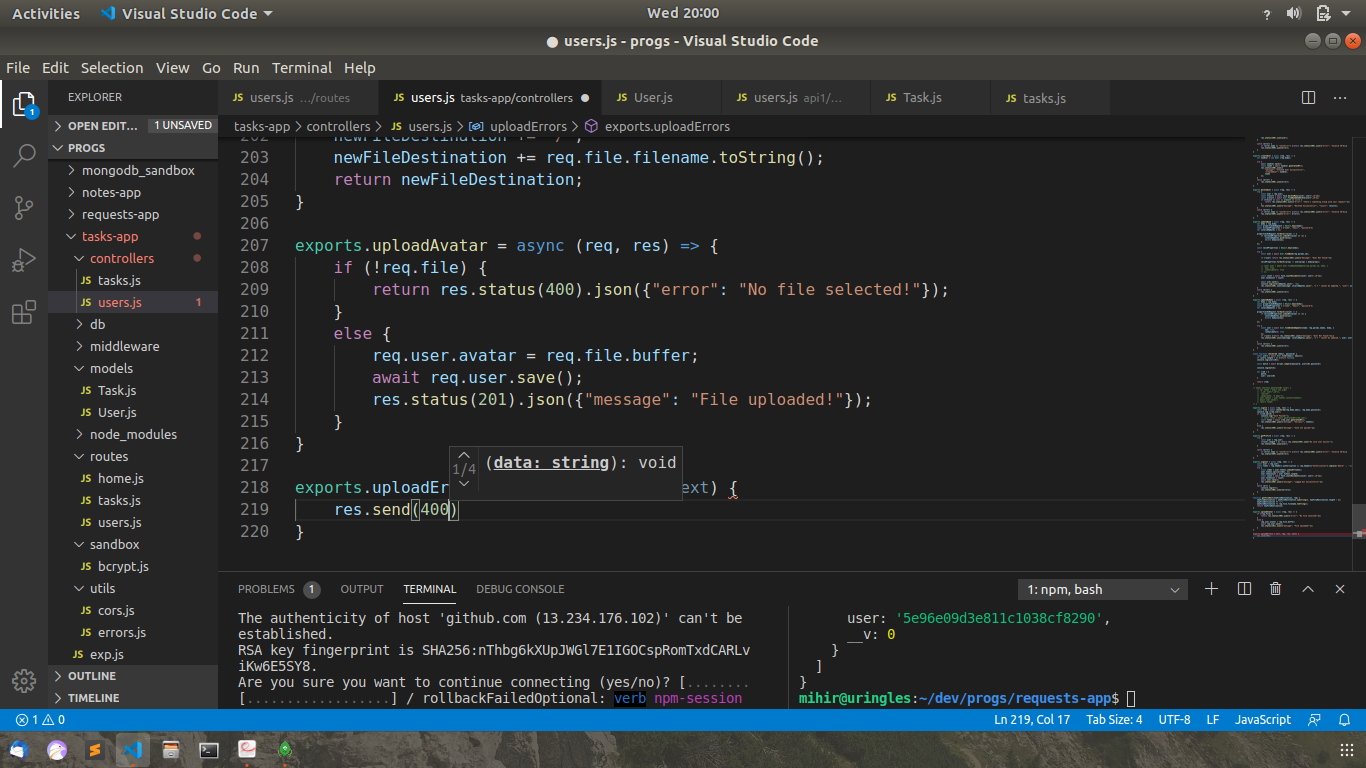 Activities Visual Studio Code Wed 20:00 ?
users.js - progs - Visual Studio Code
File Edit Selection View Go Run Terminal Help
EXPLORER
OPEN EDIT... 1 UNSAVED
PROGS
mongodb_sandbox
notes-app
requests-app
tasks-app
controllers
JS tasks.js
JS users.js 1
db
middleware
models
JS Task.js
JS User.js
node_modules
routes
JS home.js
JS tasks.js
JS users.js
sandbox
JS bcrypt.js
utils
JS cors.js
JS errors.js
JS exp.js
OUTLINE
TIMELINE
1
JS users.js .../routes JS users.js tasks-app/controllers JS User.js JS users.js api1/... JS Task.js JS tasks.js
tasks-app > controllers > JS users.js > uploadErrors > exports.uploadErrors
203 newFileDestination += req.file.filename.toString();
204 return newFileDestination;
205 }
206
207 exports.uploadAvatar = async (req, res) => {
208 if (!req.file) {
209 return res.status(400).json({"error": "No file selected!"});
210 }
211 else {
212 req.user.avatar = req.file.buffer;
213 await req.user.save();
214 res.status(201).json({"message": "File uploaded!"});
215 }
216 }
217
1/4 (data: string): void
218 exports.uploadEr ext) {
219 res.send(400)
220 }
PROBLEMS 1 OUTPUT TERMINAL DEBUG CONSOLE 1: npm, bash
The authenticity of host 'github.com (13.234.176.102)' can't be
established.
RSA key fingerprint is SHA256:nThbg6kXUpJWGl7E1IGOCspRomTxdCARLv
iKw6E5SY8.
Are you sure you want to continue connecting (yes/no)? [........
[..................] / rollbackFailedOptional: verb npm-session
user: '5e96e09d3e811c1038cf8290',
__v: 0
}
]
}
mihir@uringles:~/dev/progs/requests-app$
1 0 Ln 219, Col 17 Tab Size: 4 UTF-8 LF JavaScript